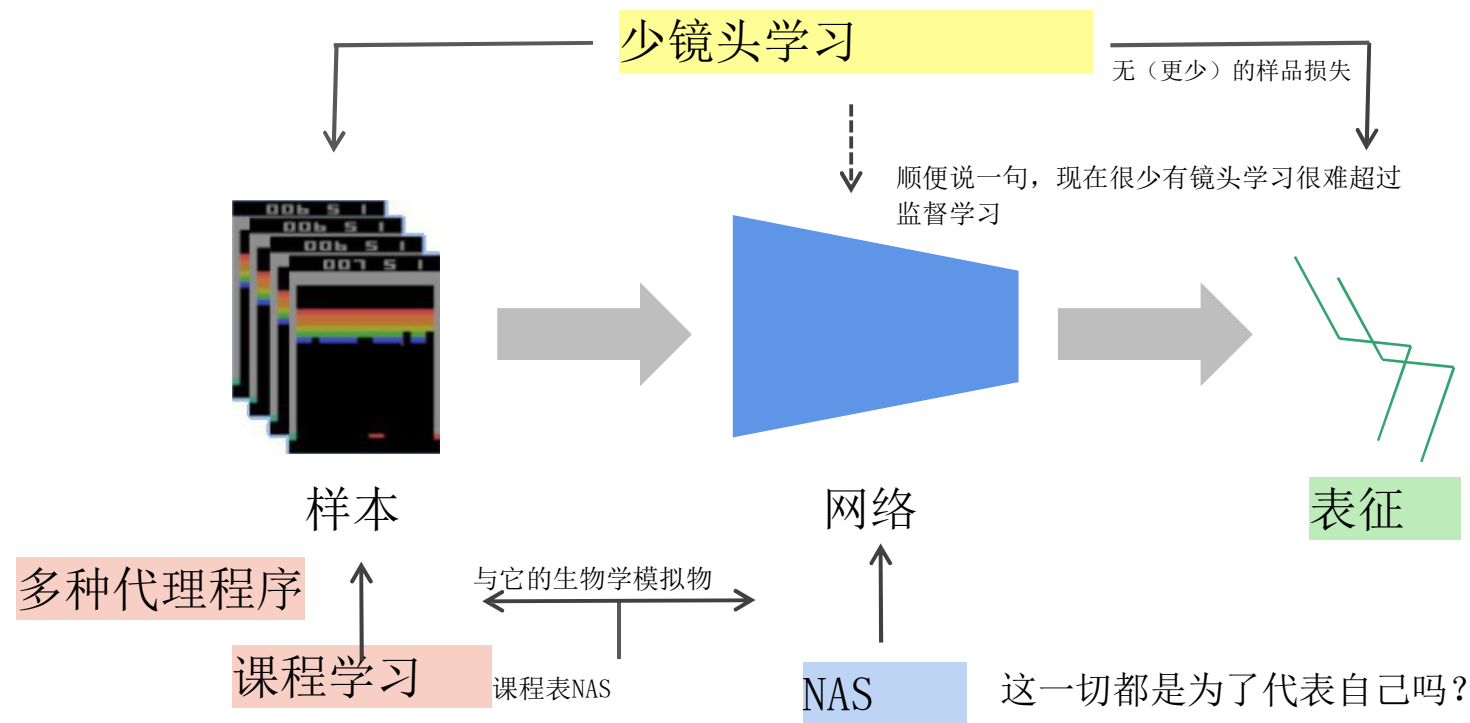 少镜头学习
无（更少）的样品损失
顺便说一句，现在很少有镜头学习很难超过
监督学习
样本
网络
表征
多种代理程序
与它的生物学模拟物
课程学习
课程表NAS
NAS
这一切都是为了代表自己吗？